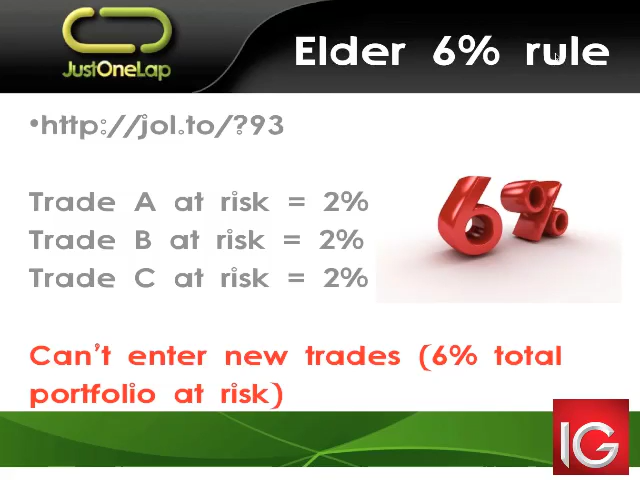 JustOneLap
Elder 6% rule
•http://jol.to/?93
Trade A at risk = 2%
Trade B at risk = 2%
Trade C at risk = 2%
6%
Can't enter new trades (6% total
portfolio at risk)
IG